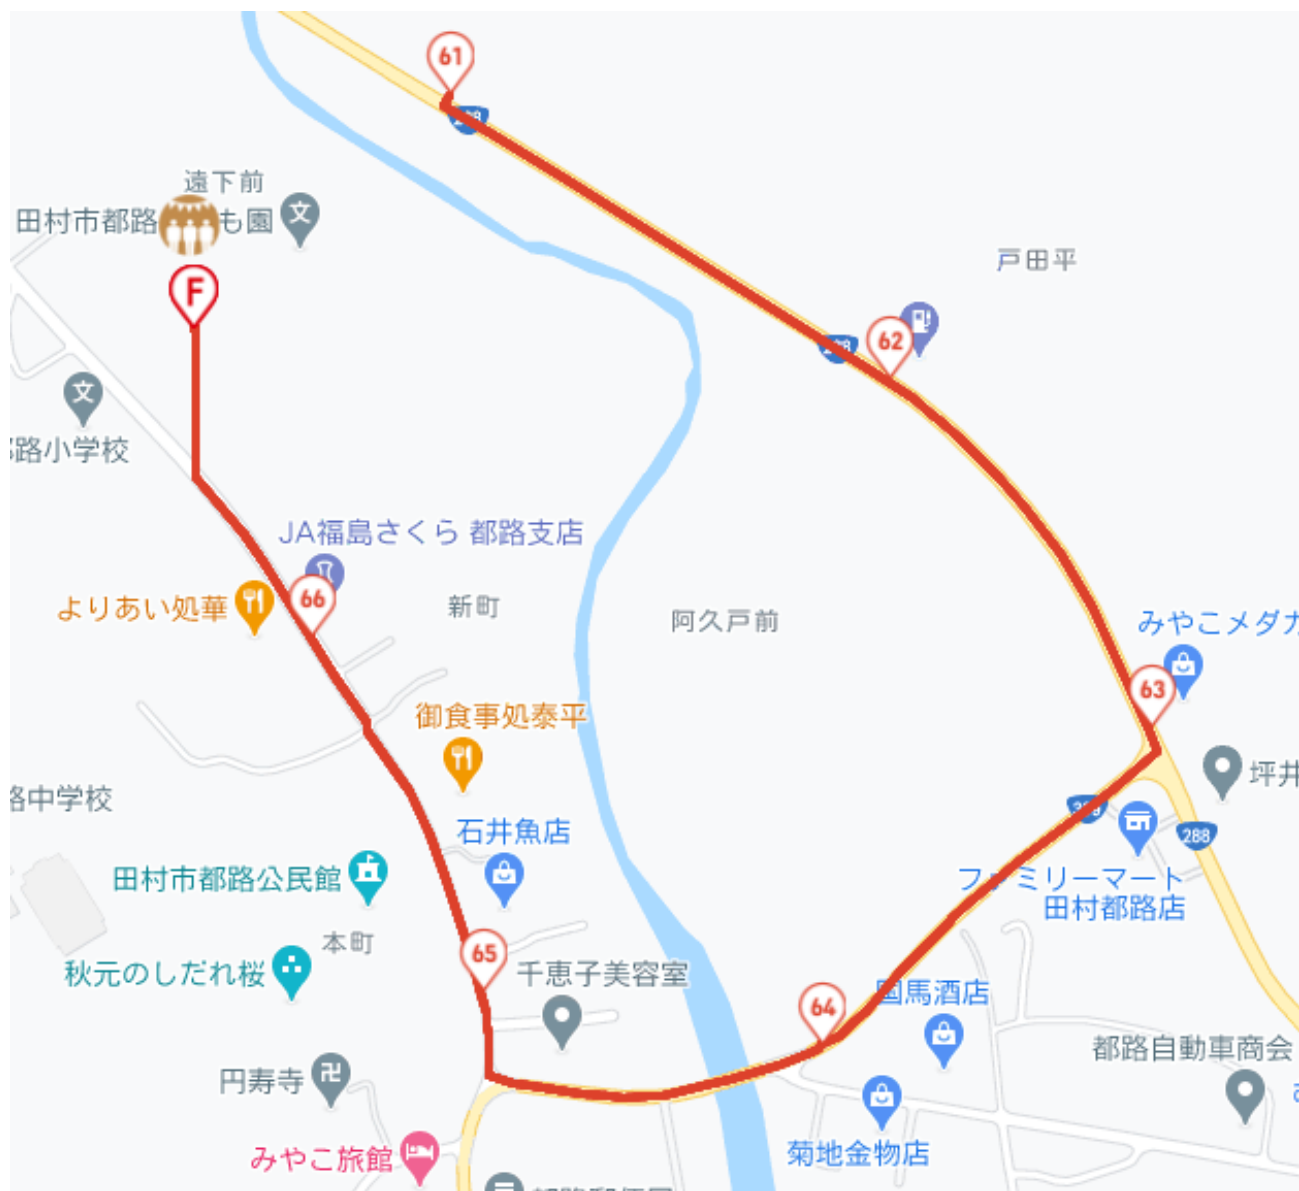 61
遠下前
田村市都路
も園
文
戸田平
F
62
文
路小学校
JA福島さくら 都路支店
66
よりあい処華
新町
阿久戸前
みやこメダカ
63
御食事処泰平
坪井
路中学校
石井魚店
288
田村市都路公民館
ファミリーマート
田村都路店
本町
65
秋元のしだれ桜
千恵子美容室
国馬酒店
64
都路自動車商会
円寿寺
卍
菊地金物店
みやこ旅館